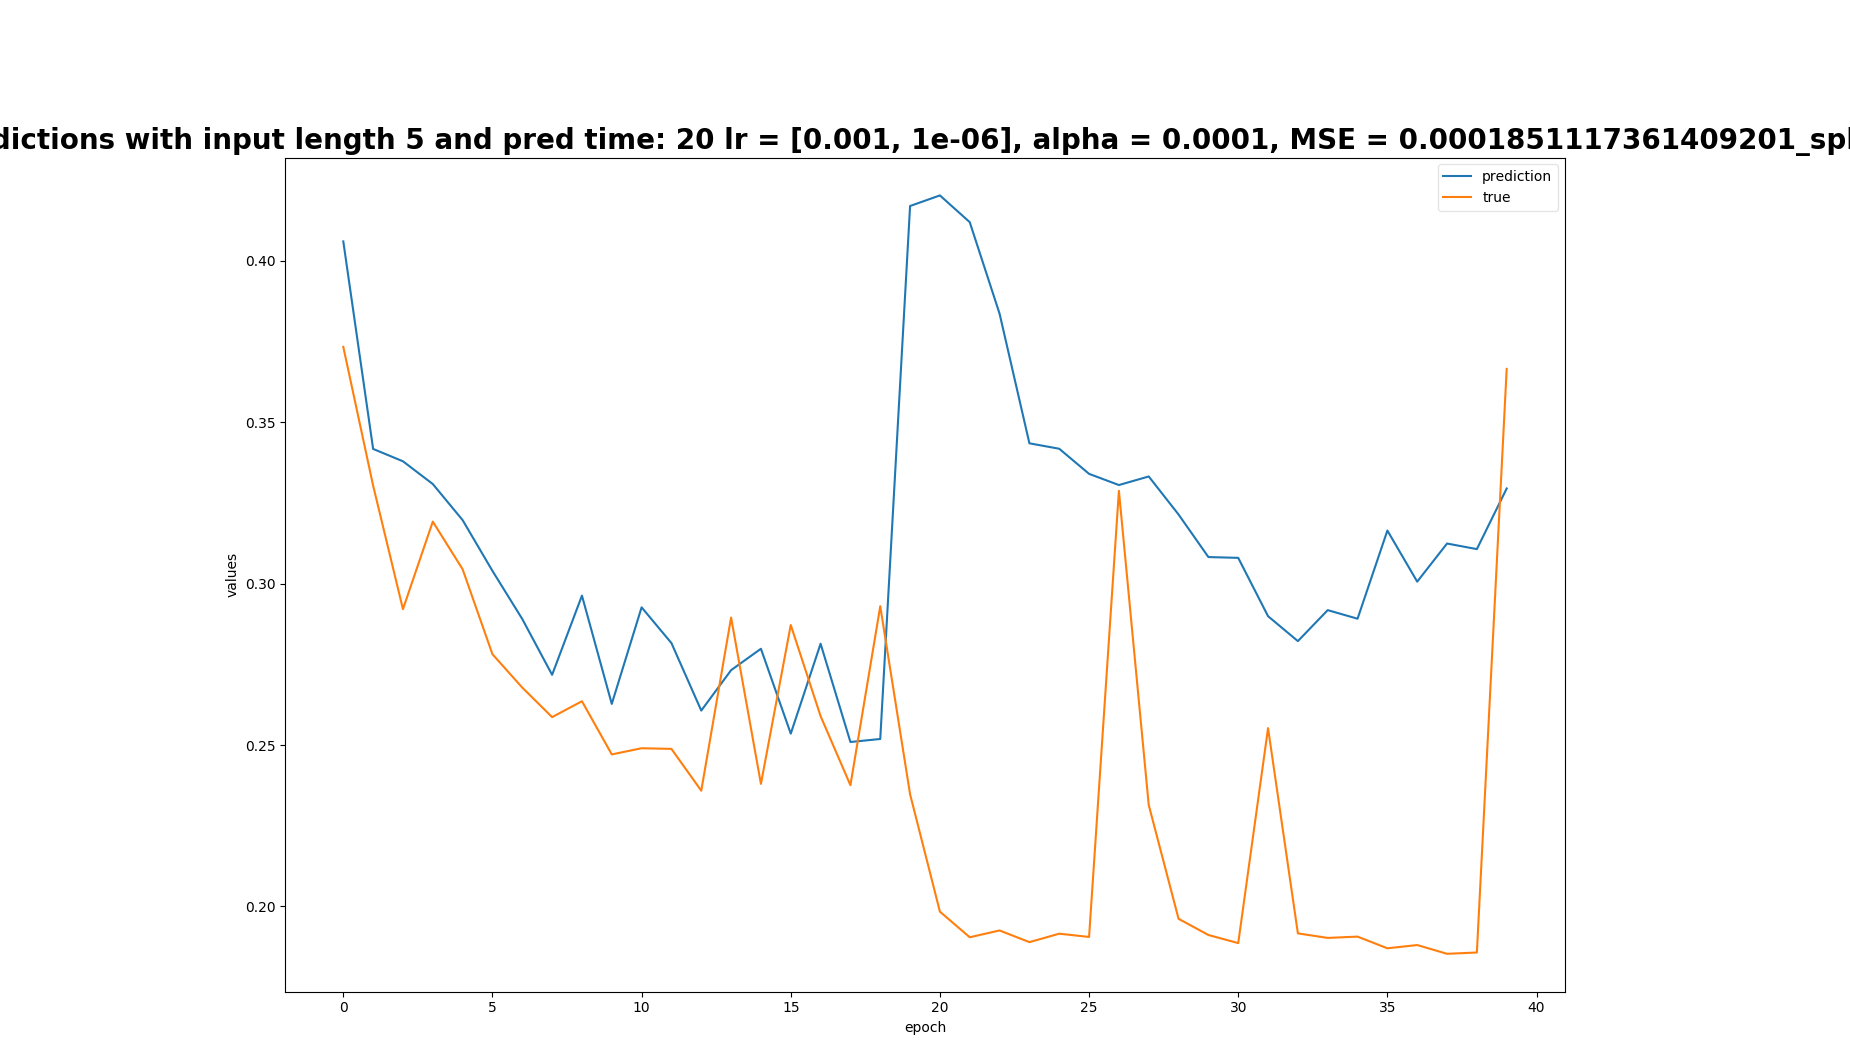 dictions with input length 5 and pred time: 20 lr = [0.001, 1e-06], alpha = 0.0001, MSE = 0.0001851117361409201_spl
prediction
true
0.40
0.35
0.30
0.25
0.20
values
0 5 10 15 20 25 30 35 40
epoch